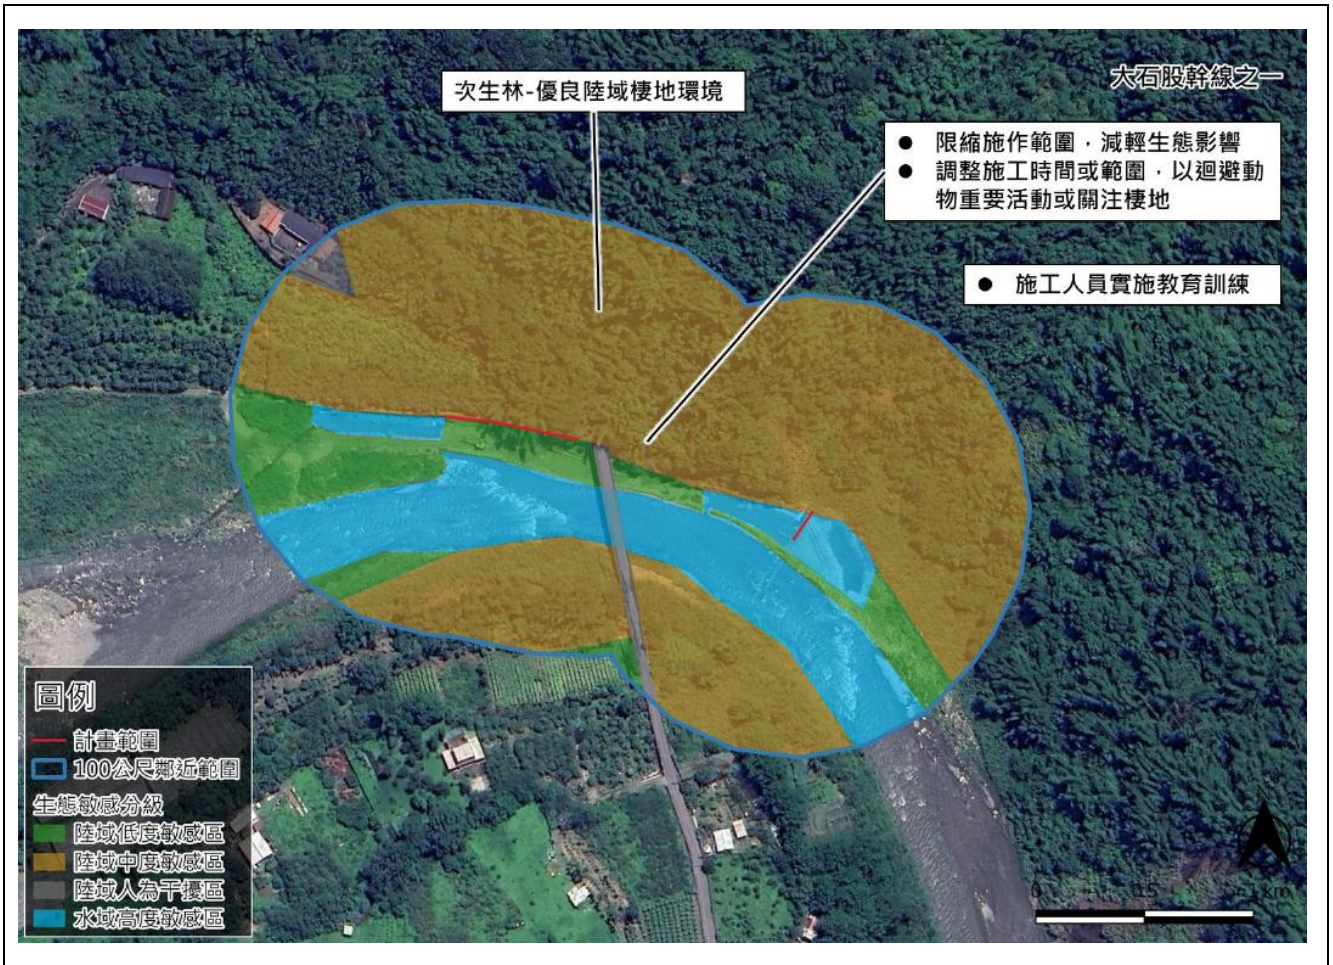 大石股幹線之一
次生林-優良陸域棲地環境
● 限縮施作範圍，減輕生態影響
● 調整施工時間或範圍，以迴避動
物重要活動或關注棲地
● 施工人員實施教育訓練
圖例
計畫範圍
100公尺鄰近範圍
生態敏感分級
陸域低度敏感區
陸域中度敏感區
陸域人為干擾區
水域高度敏感區
0 0.5 1 km